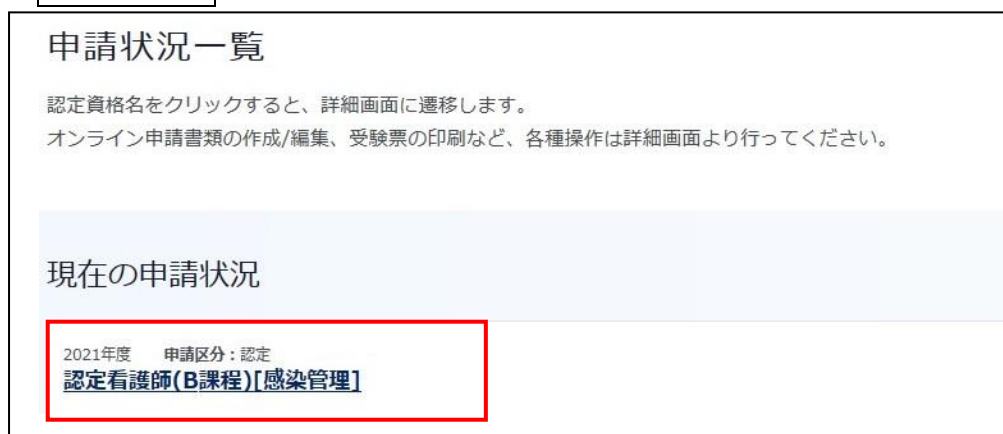 申請状況一覧
認定資格名をクリックすると、詳細画面に遷移します。
オンライン申請書類の作成/編集、受験票の印刷など、各種操作は詳細画面より行ってください。
現在の申請状況
2021年度 申請区分：認定
認定看護師(B課程)[感染管理]